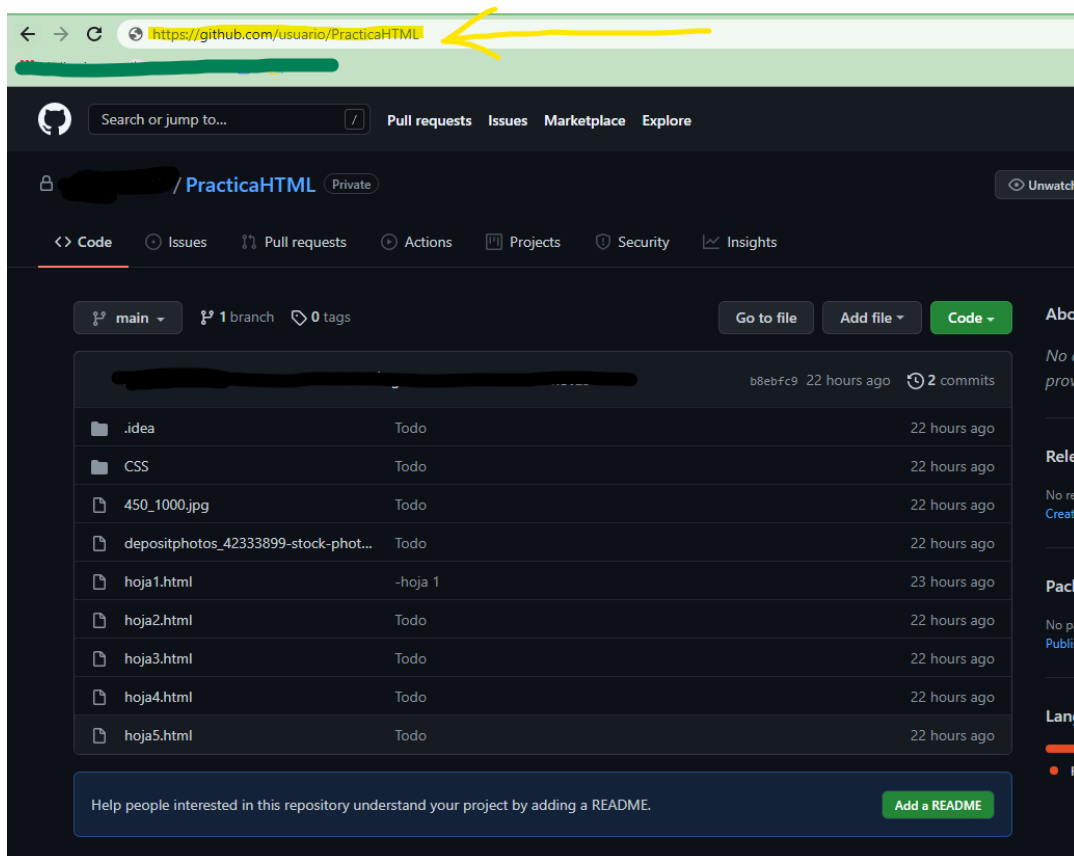 https://github.com/usuario/PracticaHTML
Search or jump to... / Pull requests Issues Marketplace Explore
/ PracticaHTML Private
Unwatch
Code Issues Pull requests Actions Projects Security Insights
main 1 branch 0 tags Go to file Add file Code
b8ebfc9 22 hours ago 2 commits
.idea Todo 22 hours ago
CSS Todo 22 hours ago
450_1000.jpg Todo 22 hours ago
depositphotos_42333899-stock-phot... Todo 22 hours ago
hoja1.html -hoja 1 23 hours ago
hoja2.html Todo 22 hours ago
hoja3.html Todo 22 hours ago
hoja4.html Todo 22 hours ago
hoja5.html Todo 22 hours ago
Help people interested in this repository understand your project by adding a README. Add a README
Abo
No
prov
Rele
No re
Creat
Pack
No pa
Publi
Lang